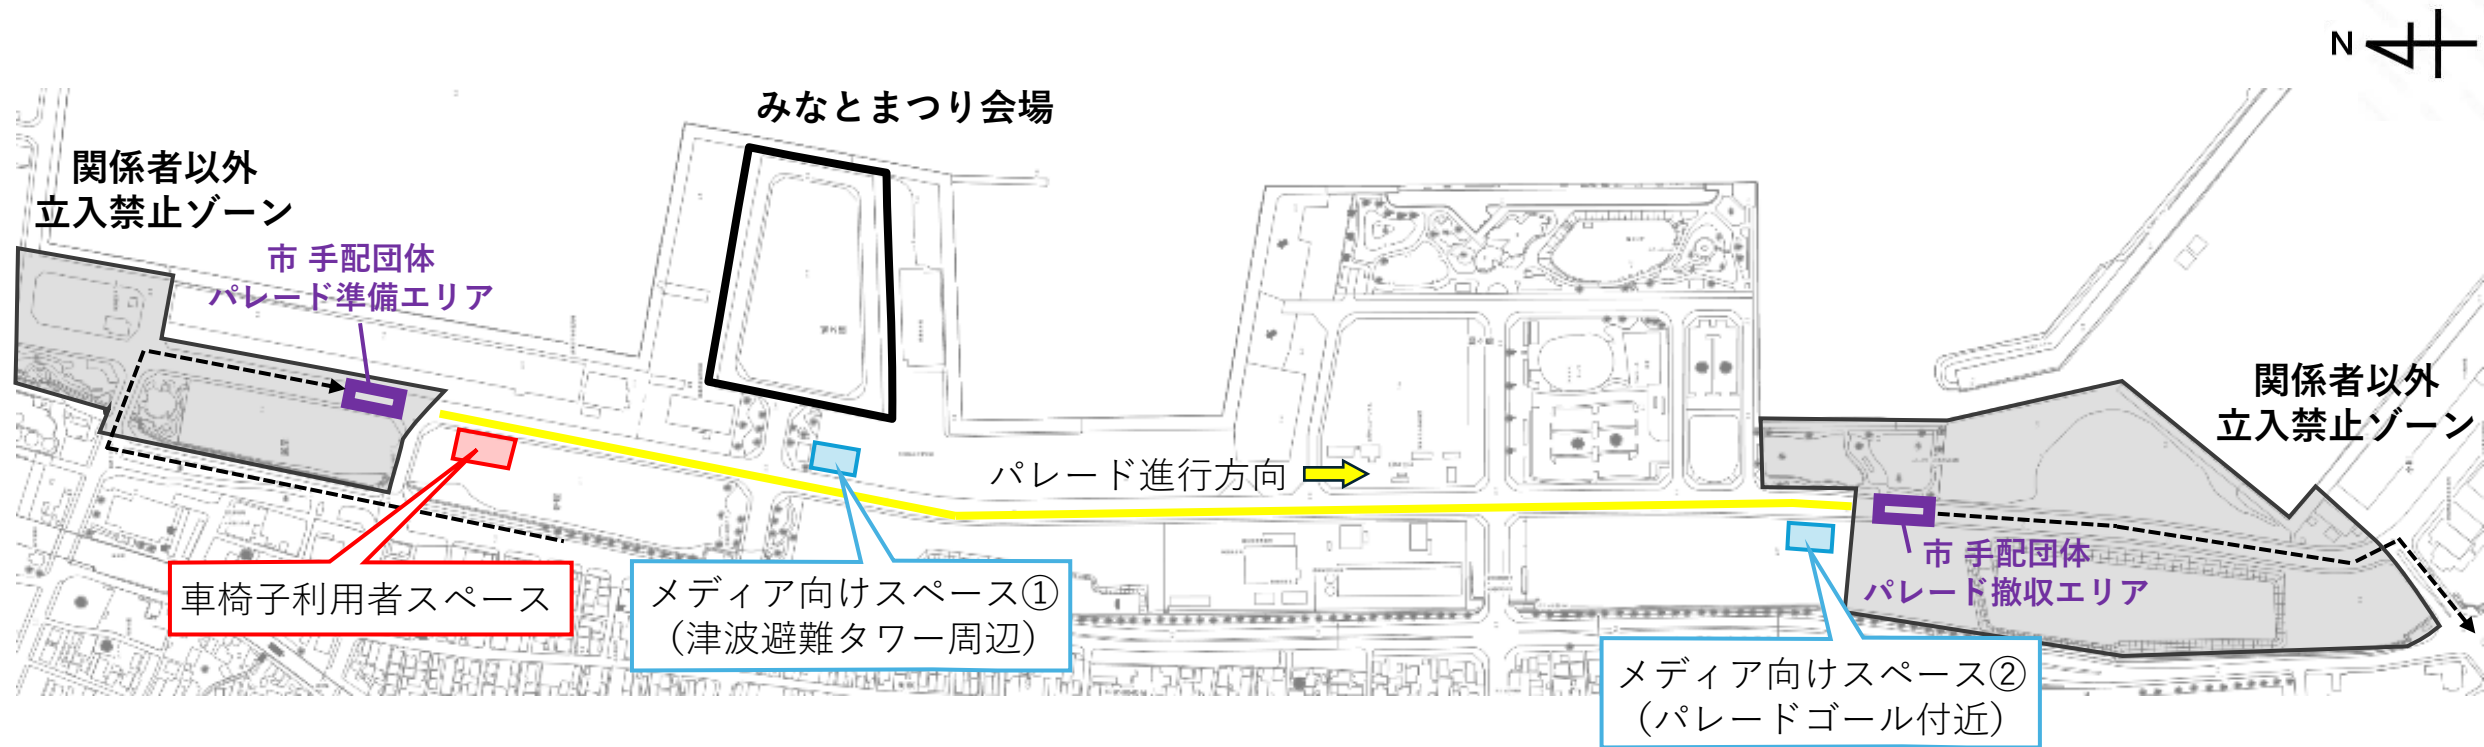 N
みなとまつり会場
関係者以外
立入禁止ゾーン
市 手配団体
パレード準備エリア
パレード進行方向
関係者以外
立入禁止ゾーン
市 手配団体
パレード撤収エリア
車椅子利用者スペース
メディア向けスペース①
（津波避難タワー周辺）
メディア向けスペース②
（パレードゴール付近）